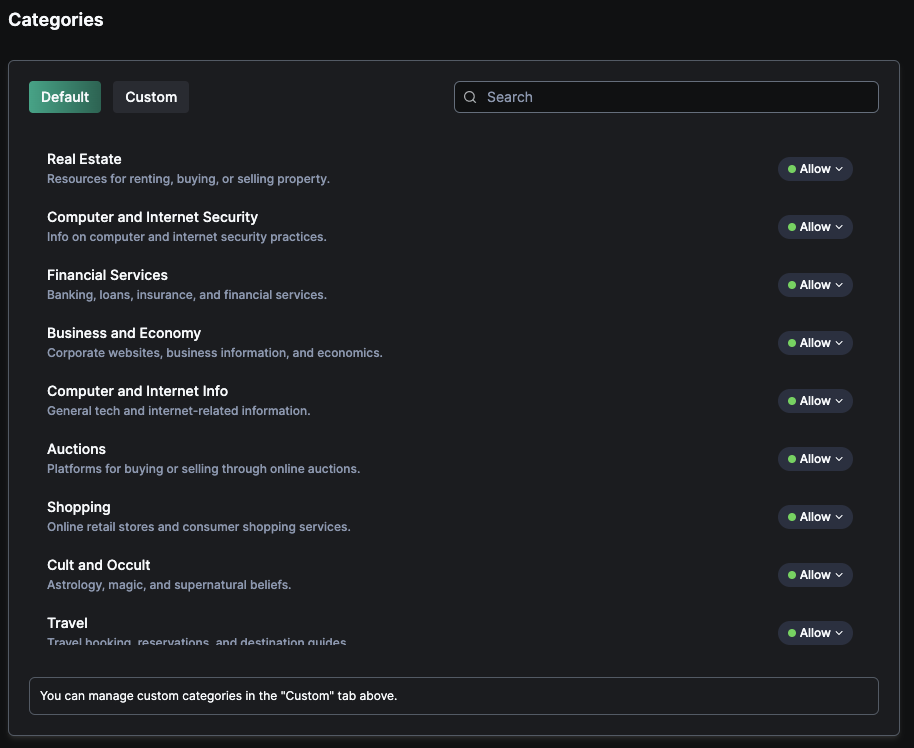 Categories
Default
Custom
Search
Real Estate
Resources for renting, buying, or selling property.
Allow
Computer and Internet Security
Info on computer and internet security practices.
Allow
Financial Services
Banking, loans, insurance, and financial services.
Allow
Business and Economy
Corporate websites, business information, and economics.
Allow
Computer and Internet Info
General tech and internet-related information.
Allow
Auctions
Platforms for buying or selling through online auctions.
Allow
Shopping
Online retail stores and consumer shopping services.
Allow
Cult and Occult
Astrology, magic, and supernatural beliefs.
Allow
Travel
Travel booking, reservations, and destination guides.
Allow
You can manage custom categories in the "Custom" tab above.